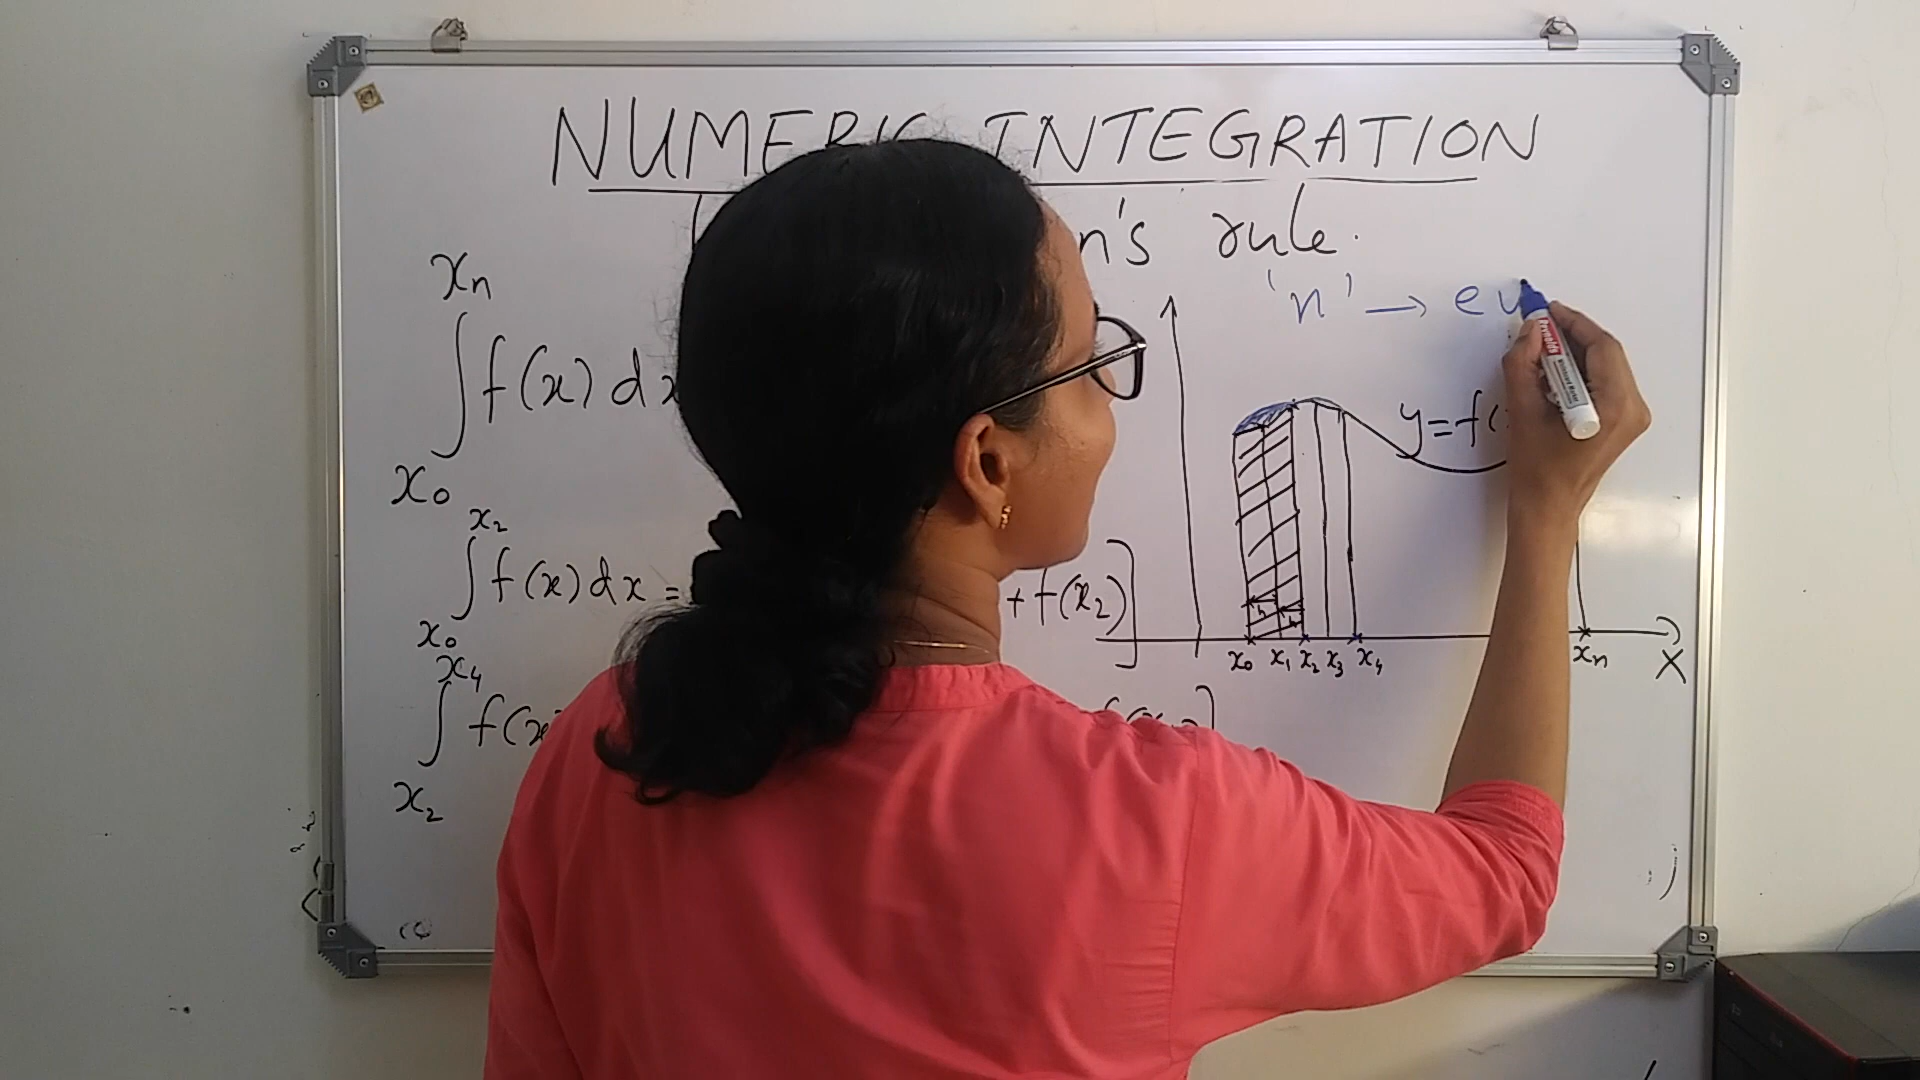 NUMERIC INTEGRATION
n's rule.
'n' → ev
xn
∫ f(x) dx
x0
y = f(
x2
∫ f(x) dx = + f(x2)]
x0
x0 x1 x2 x3 x4 xn X
h h
x4
∫ f(x
x2
Reynolds